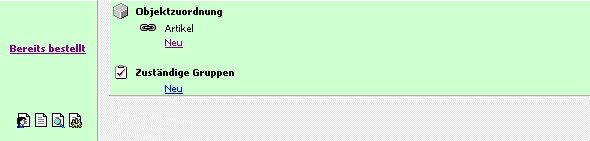 Bereits bestellt
Objektzuordnung
Artikel
Neu
Zuständige Gruppen
Neu